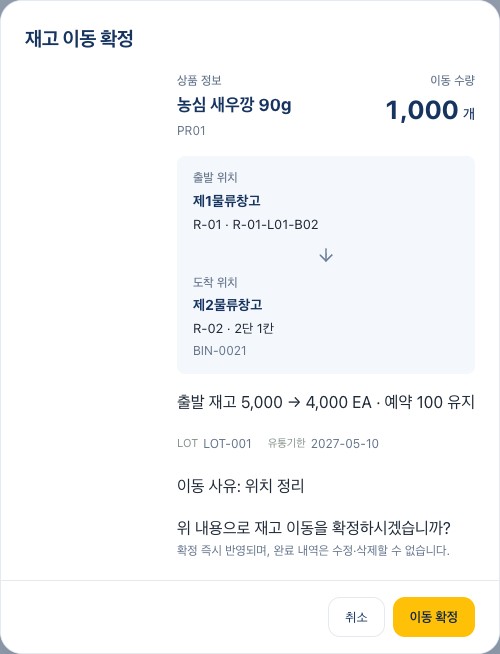 재고 이동 확정
상품 정보
이동 수량
농심 새우깡 90g
1,000 개
PR01
출발 위치
제1물류창고
R-01 · R-01-L01-B02
↓
도착 위치
제2물류창고
R-02 · 2단 1칸
BIN-0021
출발 재고 5,000 → 4,000 EA · 예약 100 유지
LOT LOT-001 유통기한 2027-05-10
이동 사유: 위치 정리
위 내용으로 재고 이동을 확정하시겠습니까?
확정 즉시 반영되며, 완료 내역은 수정·삭제할 수 없습니다.
취소
이동 확정